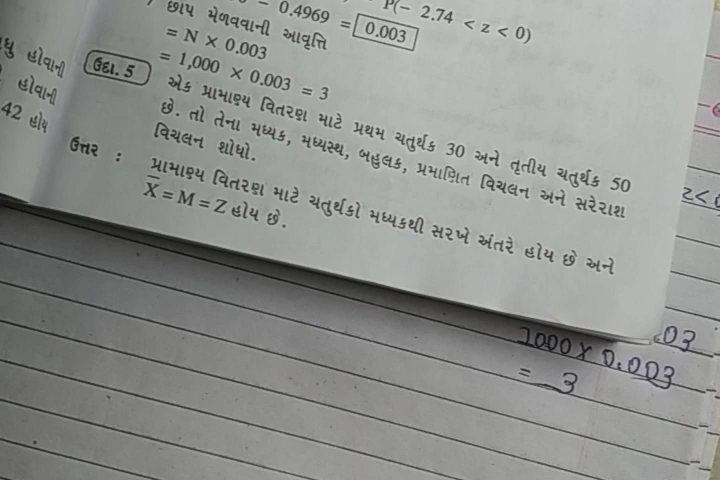 - 0.4969 = 0.003 P(- 2.74 < z < 0)
છાપ મેળવવાની આવૃત્તિ
= N × 0.003
= 1,000 × 0.003 = 3
ઉદા. 5 એક પ્રામાણ્ય વિતરણ માટે પ્રથમ ચતુર્થક 30 અને તૃતીય ચતુર્થક 50
છે. તો તેના મધ્યક, મધ્યસ્થ, બહુલક, પ્રમાણિત વિચલન અને સરેરાશ
વિચલન શોધો.
ઉત્તર : પ્રામાણ્ય વિતરણ માટે ચતુર્થકો મધ્યકથી સરખે અંતરે હોય છે અને
X̅ = M = Z હોય છે.
હોવાની
હોવાની
42 હોય
z<
.03
1000 × 0.003
= 3